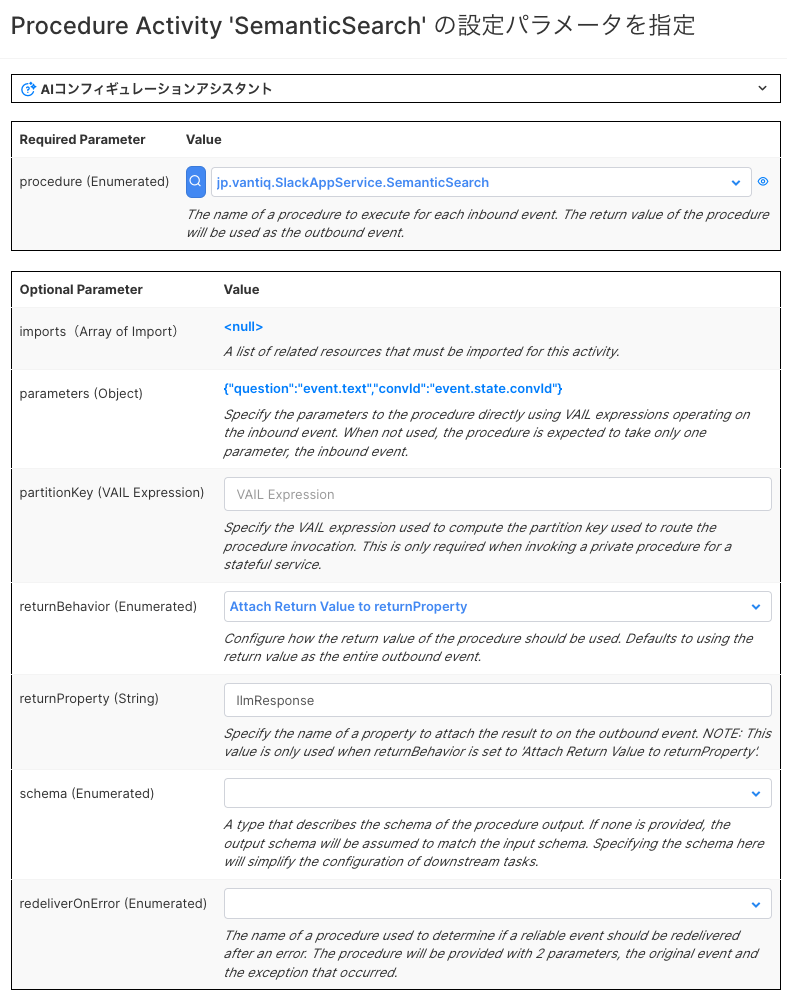 Procedure Activity 'SemanticSearch' の設定パラメータを指定
AIコンフィギュレーションアシスタント
Required Parameter Value
procedure (Enumerated) jp.vantiq.SlackAppService.SemanticSearch
The name of a procedure to execute for each inbound event. The return value of the procedure
will be used as the outbound event.
Optional Parameter Value
imports（Array of Import） <null>
A list of related resources that must be imported for this activity.
parameters (Object) {"question":"event.text","convId":"event.state.convId"}
Specify the parameters to the procedure directly using VAIL expressions operating on
the inbound event. When not used, the procedure is expected to take only one
parameter, the inbound event.
partitionKey (VAIL Expression) VAIL Expression
Specify the VAIL expression used to compute the partition key used to route the
procedure invocation. This is only required when invoking a private procedure for a
stateful service.
returnBehavior (Enumerated) Attach Return Value to returnProperty
Configure how the return value of the procedure should be used. Defaults to using the
return value as the entire outbound event.
returnProperty (String) llmResponse
Specify the name of a property to attach the result to on the outbound event. NOTE: This
value is only used when returnBehavior is set to 'Attach Return Value to returnProperty'.
schema (Enumerated)
A type that describes the schema of the procedure output. If none is provided, the
output schema will be assumed to match the input schema. Specifying the schema here
will simplify the configuration of downstream tasks.
redeliverOnError (Enumerated)
The name of a procedure used to determine if a reliable event should be redelivered
after an error. The procedure will be provided with 2 parameters, the original event and
the exception that occurred.